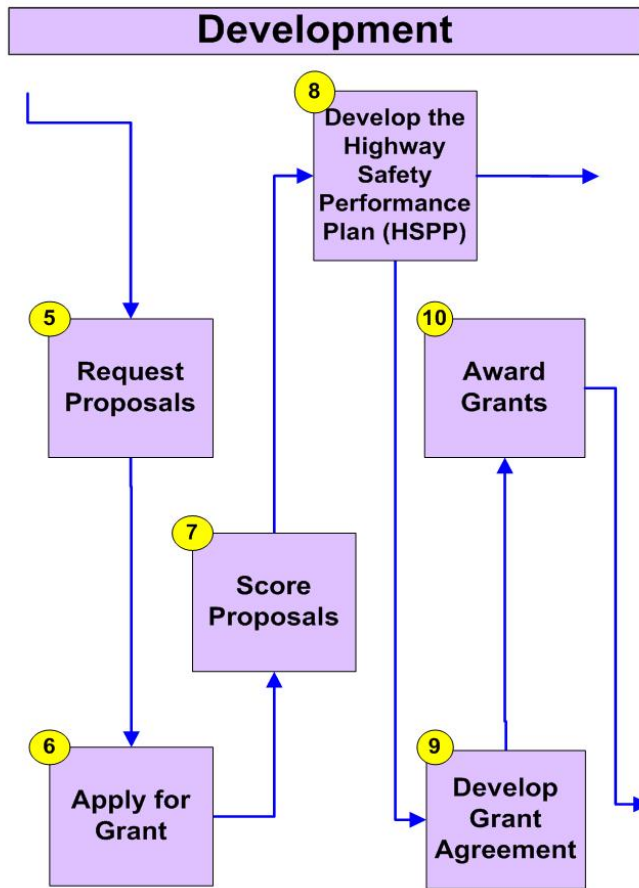 Development
8
Develop the
Highway
Safety
Performance
Plan (HSPP)
5
Request
Proposals
10
Award
Grants
7
Score
Proposals
6
Apply for
Grant
9
Develop
Grant
Agreement